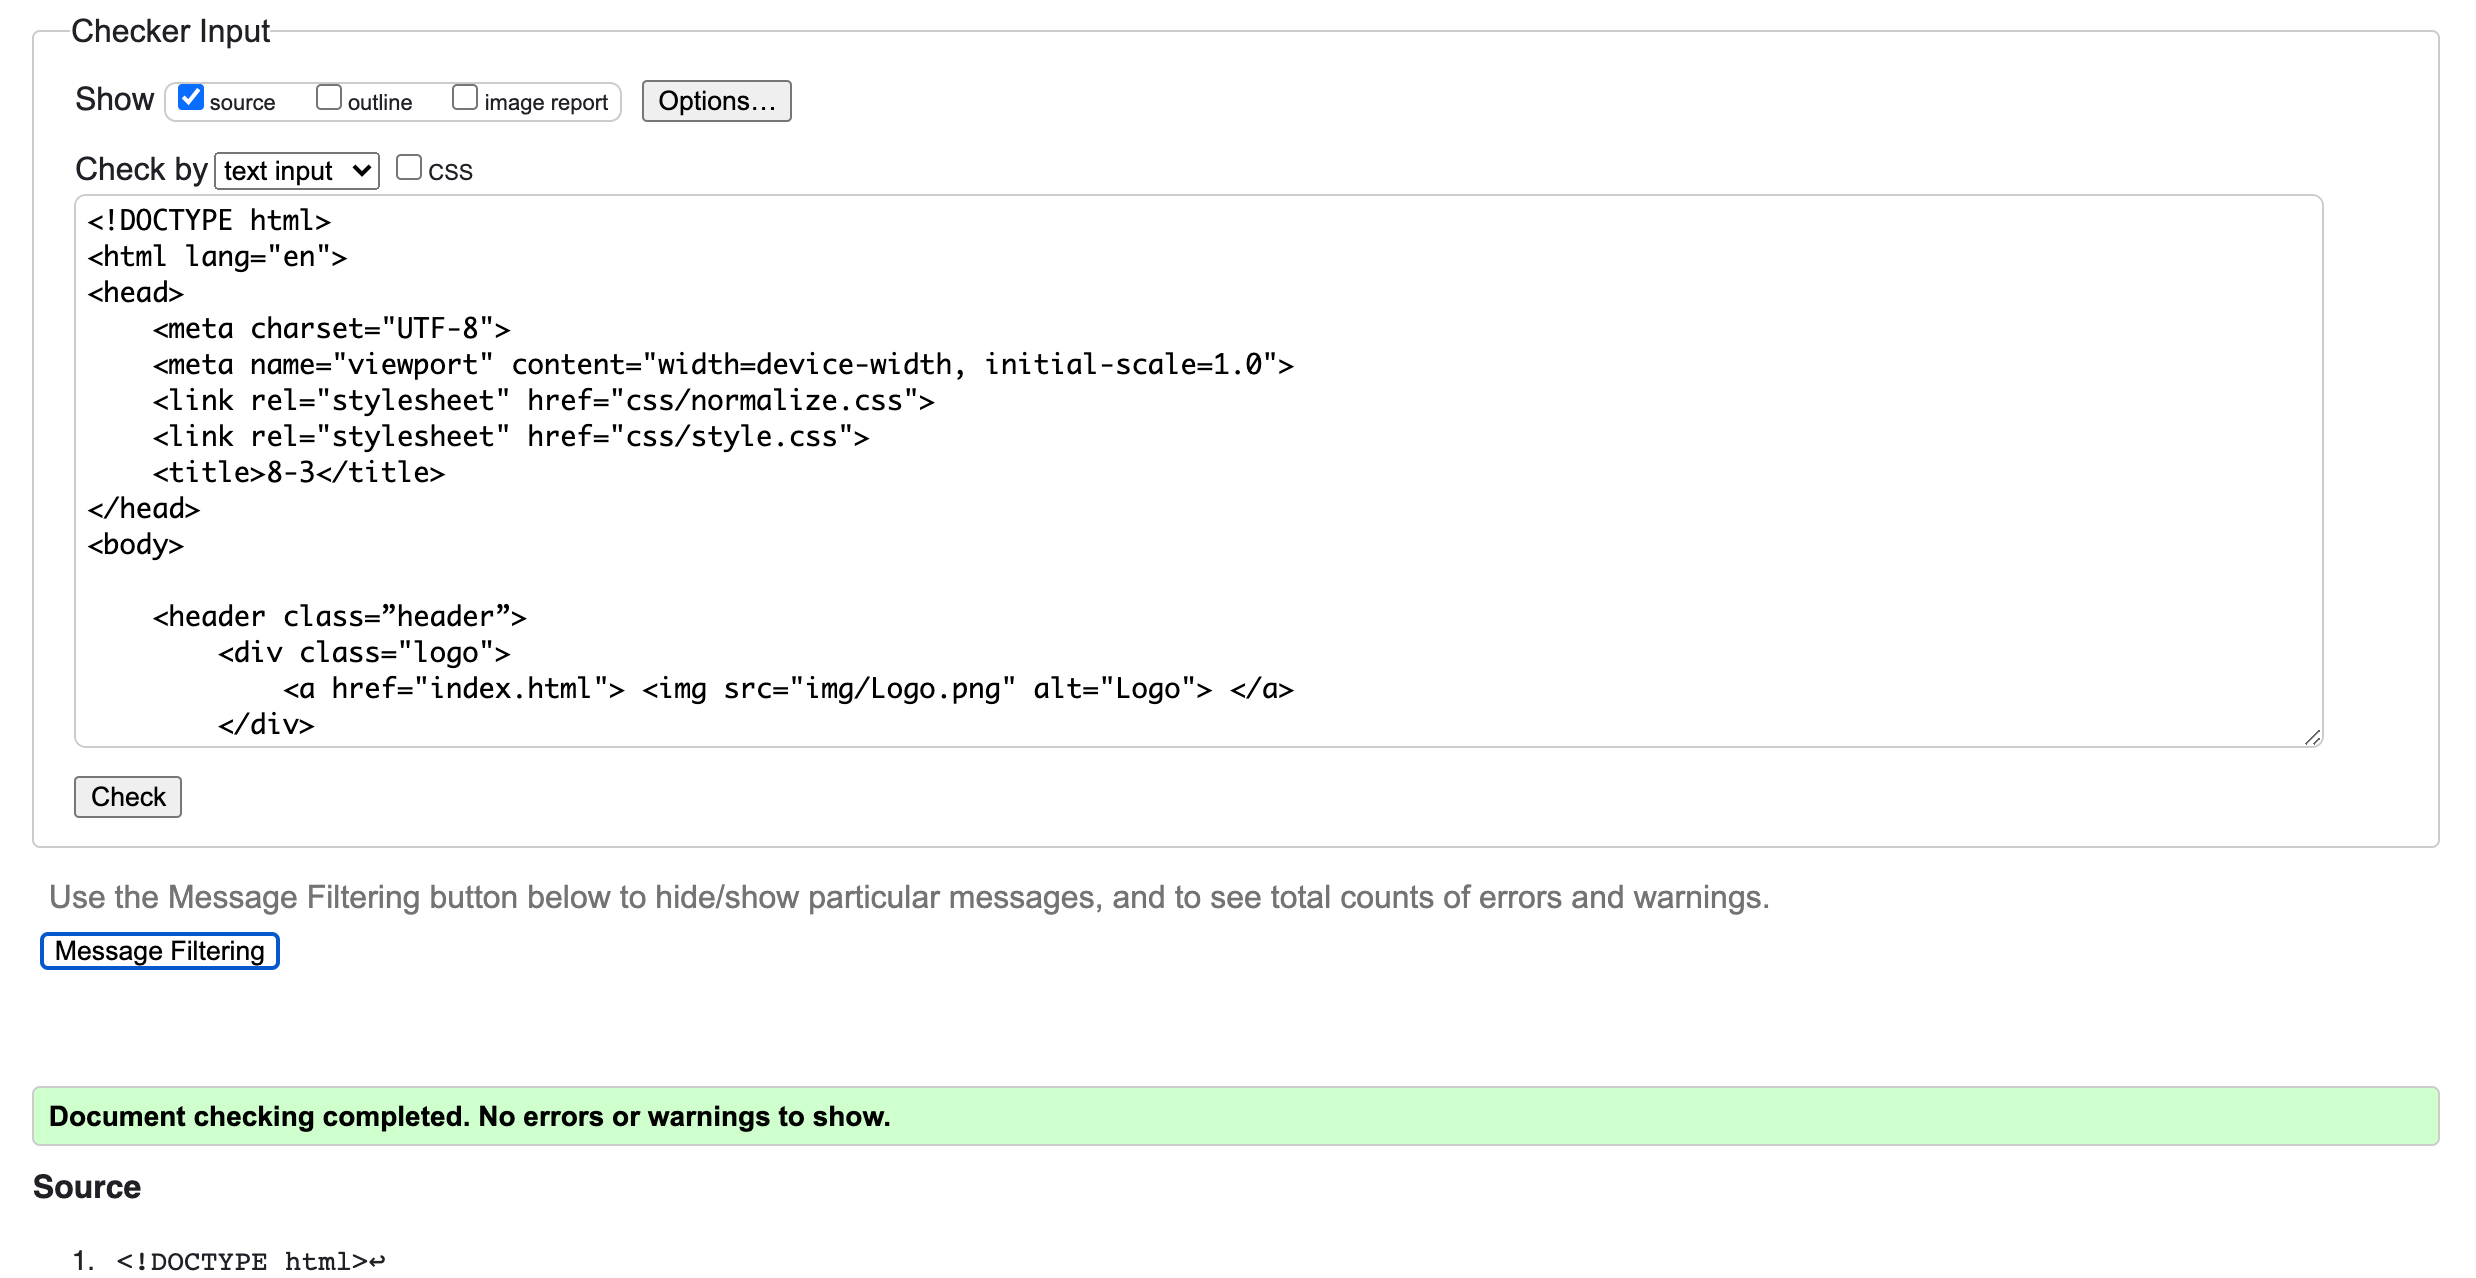 Checker Input
Show source outline image report Options...
Check by text input css
<!DOCTYPE html>
<html lang="en">
<head>
    <meta charset="UTF-8">
    <meta name="viewport" content="width=device-width, initial-scale=1.0">
    <link rel="stylesheet" href="css/normalize.css">
    <link rel="stylesheet" href="css/style.css">
    <title>8-3</title>
</head>
<body>
    <header class=”header”>
        <div class="logo">
            <a href="index.html"> <img src="img/Logo.png" alt="Logo"> </a>
        </div>
Check
Use the Message Filtering button below to hide/show particular messages, and to see total counts of errors and warnings.
Message Filtering
Document checking completed. No errors or warnings to show.
Source
1. <!DOCTYPE html>↩